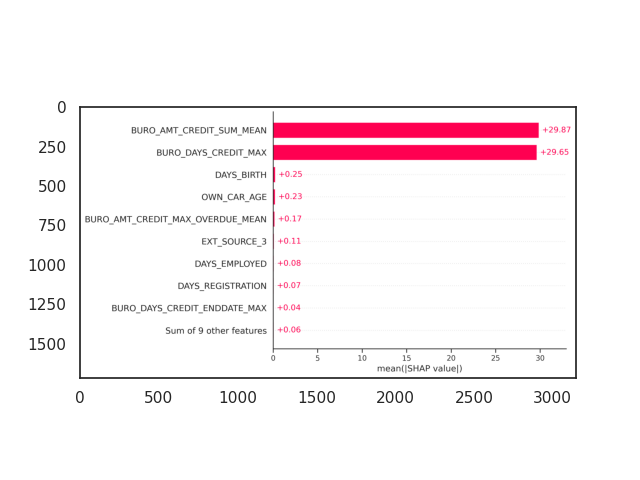 0
BURO_AMT_CREDIT_SUM_MEAN +29.87
250
BURO_DAYS_CREDIT_MAX +29.65
DAYS_BIRTH +0.25
500
OWN_CAR_AGE +0.23
750
BURO_AMT_CREDIT_MAX_OVERDUE_MEAN +0.17
EXT_SOURCE_3 +0.11
1000
DAYS_EMPLOYED +0.08
DAYS_REGISTRATION +0.07
1250
BURO_DAYS_CREDIT_ENDDATE_MAX +0.04
Sum of 9 other features +0.06
1500
0 5 10 15 20 25 30
mean(|SHAP value|)
0 500 1000 1500 2000 2500 3000